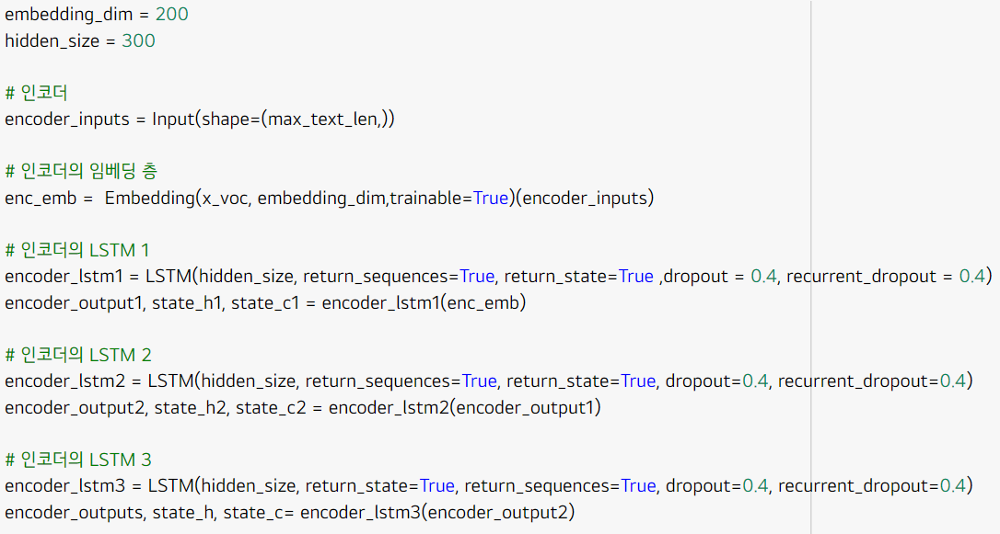 embedding_dim = 200
hidden_size = 300
# 인코더
encoder_inputs = Input(shape=(max_text_len,))
# 인코더의 임베딩 층
enc_emb =  Embedding(x_voc, embedding_dim,trainable=True)(encoder_inputs)
# 인코더의 LSTM 1
encoder_lstm1 = LSTM(hidden_size, return_sequences=True, return_state=True ,dropout = 0.4, recurrent_dropout = 0.4)
encoder_output1, state_h1, state_c1 = encoder_lstm1(enc_emb)
# 인코더의 LSTM 2
encoder_lstm2 = LSTM(hidden_size, return_sequences=True, return_state=True, dropout=0.4, recurrent_dropout=0.4)
encoder_output2, state_h2, state_c2 = encoder_lstm2(encoder_output1)
# 인코더의 LSTM 3
encoder_lstm3 = LSTM(hidden_size, return_state=True, return_sequences=True, dropout=0.4, recurrent_dropout=0.4)
encoder_outputs, state_h, state_c= encoder_lstm3(encoder_output2)